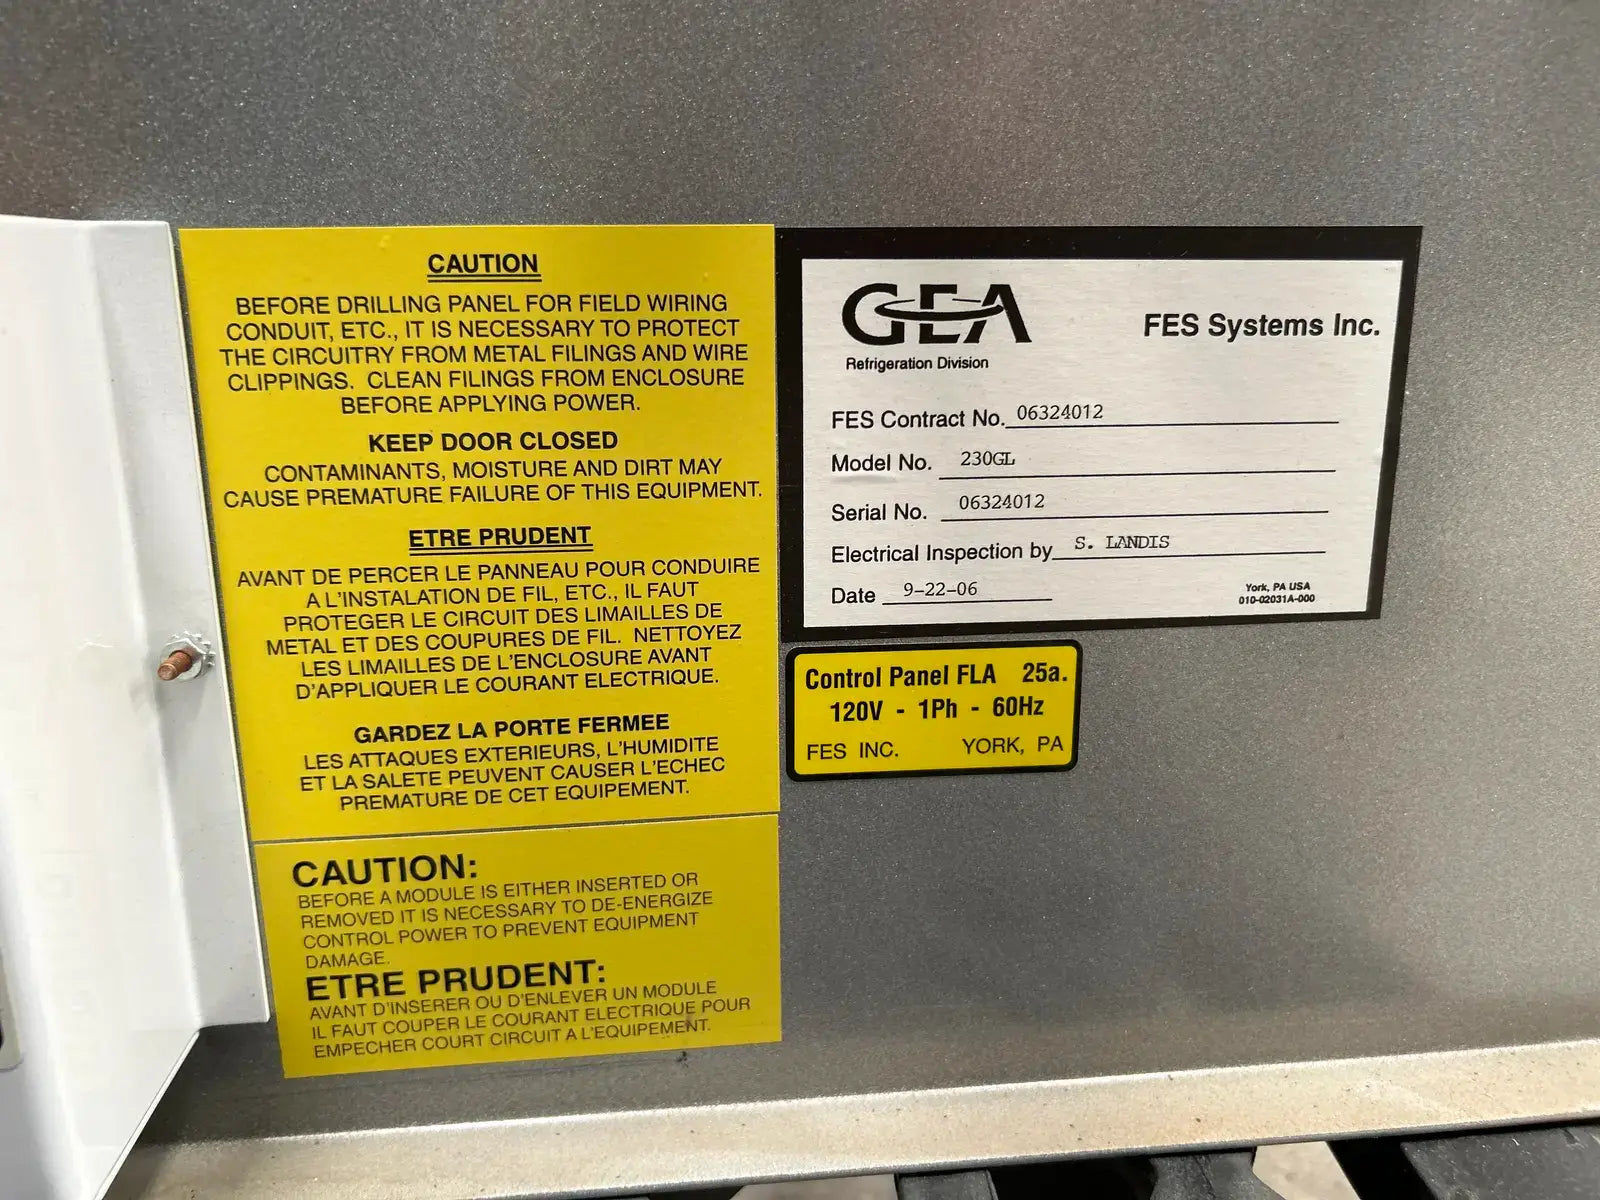 CAUTION
BEFORE DRILLING PANEL FOR FIELD WIRING
CONDUIT, ETC., IT IS NECESSARY TO PROTECT
THE CIRCUITRY FROM METAL FILINGS AND WIRE
CLIPPINGS. CLEAN FILINGS FROM ENCLOSURE
BEFORE APPLYING POWER.
KEEP DOOR CLOSED
CONTAMINANTS, MOISTURE AND DIRT MAY
CAUSE PREMATURE FAILURE OF THIS EQUIPMENT.
ETRE PRUDENT
AVANT DE PERCER LE PANNEAU POUR CONDUIRE
A L'INSTALATION DE FIL, ETC., IL FAUT
PROTEGER LE CIRCUIT DES LIMAILLES DE
METAL ET DES COUPURES DE FIL. NETTOYEZ
LES LIMAILLES DE L'ENCLOSURE AVANT
D'APPLIQUER LE COURANT ELECTRIQUE.
GARDEZ LA PORTE FERMEE
LES ATTAQUES EXTERIEURS, L'HUMIDITE
ET LA SALETE PEUVENT CAUSER L'ECHEC
PREMATURE DE CET EQUIPEMENT.
CAUTION:
BEFORE A MODULE IS EITHER INSERTED OR
REMOVED IT IS NECESSARY TO DE-ENERGIZE
CONTROL POWER TO PREVENT EQUIPMENT
DAMAGE.
ETRE PRUDENT:
AVANT D'INSERER OU D'ENLEVER UN MODULE
IL FAUT COUPER LE COURANT ELECTRIQUE POUR
EMPECHER COURT CIRCUIT A L'EQUIPEMENT.
GEA
Refrigeration Division
FES Systems Inc.
FES Contract No. 06324012
Model No. 230GL
Serial No. 06324012
Electrical Inspection by S. LANDIS
Date 9-22-06
York, PA USA
010-02031A-000
Control Panel FLA 25a.
120V - 1Ph - 60Hz
FES INC. YORK, PA